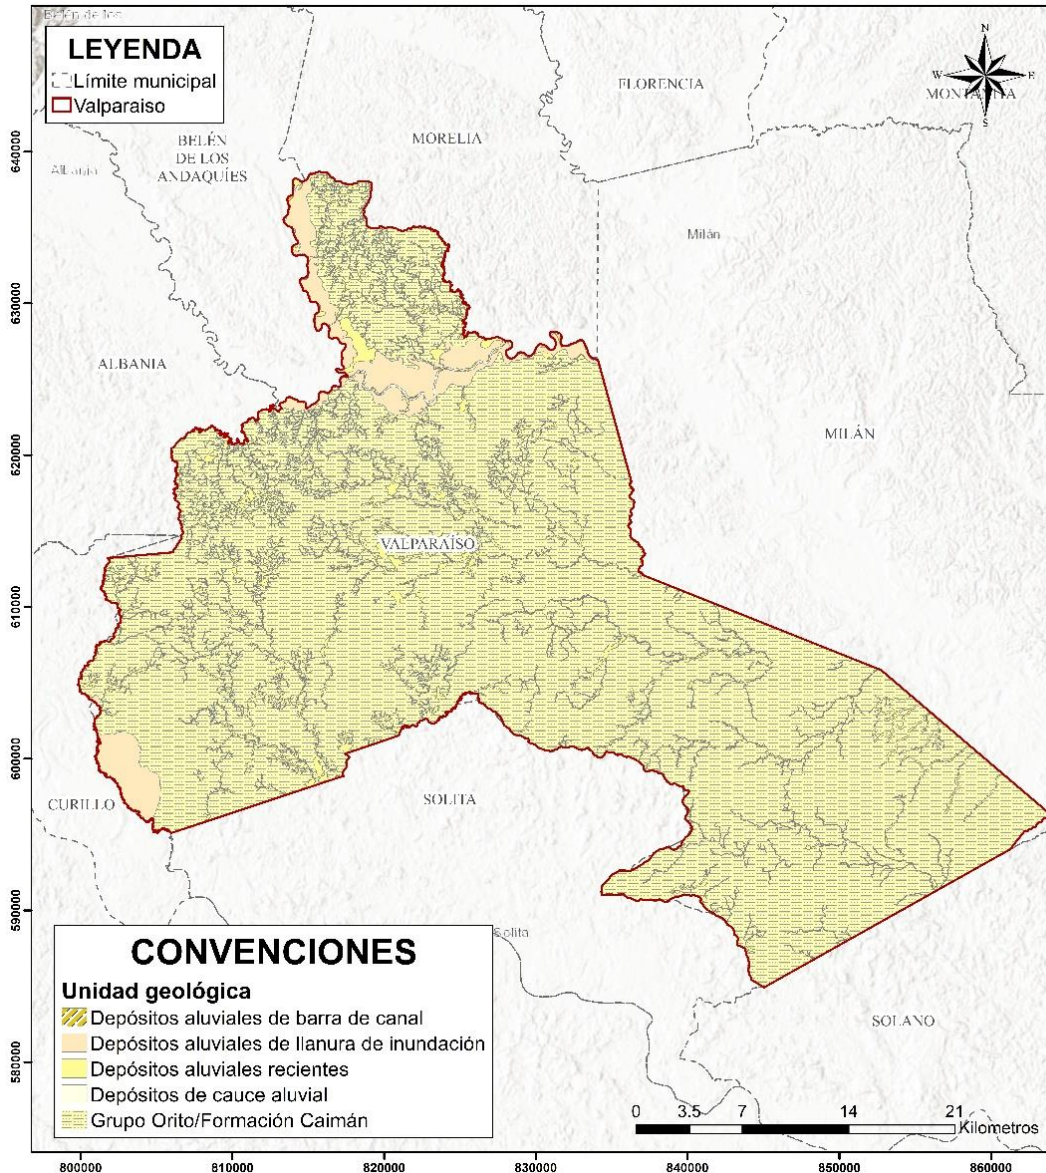 Belén de los
LEYENDA
Límite municipal
Valparaiso
N
W E
S
FLORENCIA
MONTAÑITA
MORELIA
BELÉN
DE LOS
ANDAQUÍES
Albania
Milán
ALBANIA
MILÁN
VALPARAÍSO
CURILLO
SOLITA
Solita
SOLANO
CONVENCIONES
Unidad geológica
Depósitos aluviales de barra de canal
Depósitos aluviales de llanura de inundación
Depósitos aluviales recientes
Depósitos de cauce aluvial
Grupo Orito/Formación Caimán
0 3.5 7 14 21
Kilometros
640000
630000
620000
610000
600000
590000
580000
800000 810000 820000 830000 840000 850000 860000